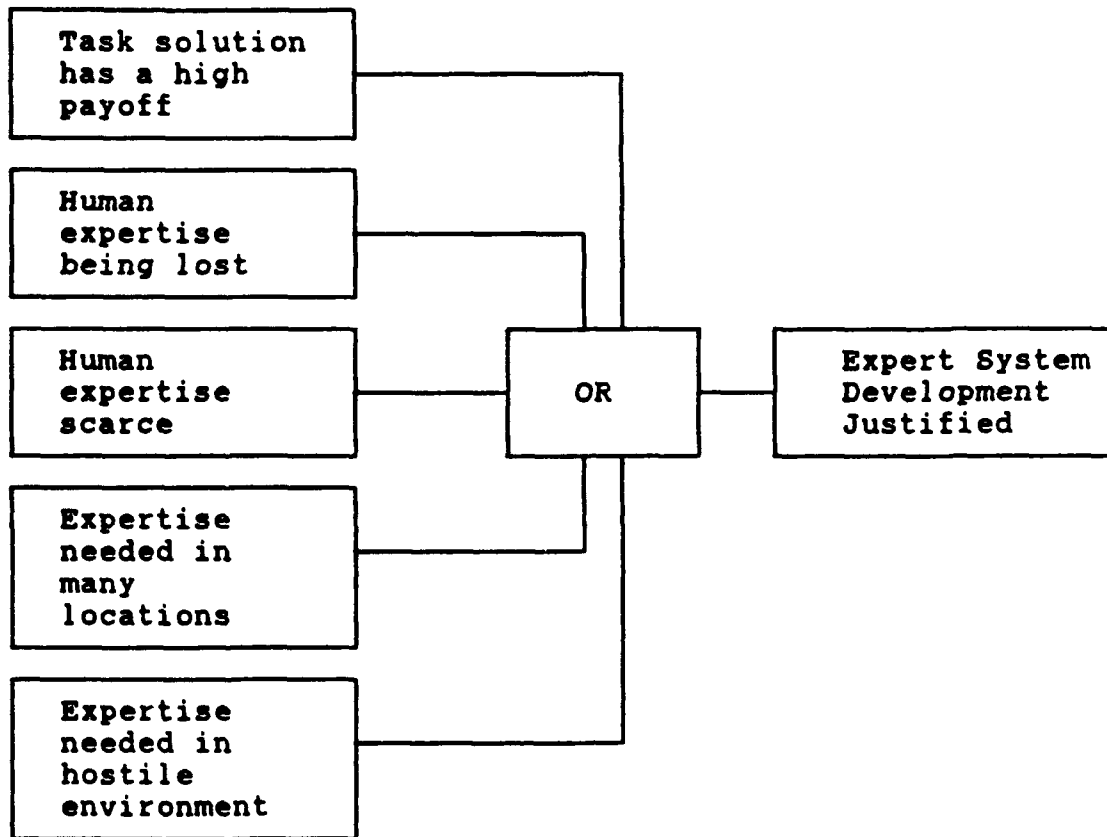 Task solution
has a high
payoff
Human
expertise
being lost
Human
expertise
scarce
OR
Expert System
Development
Justified
Expertise
needed in
many
locations
Expertise
needed in
hostile
environment